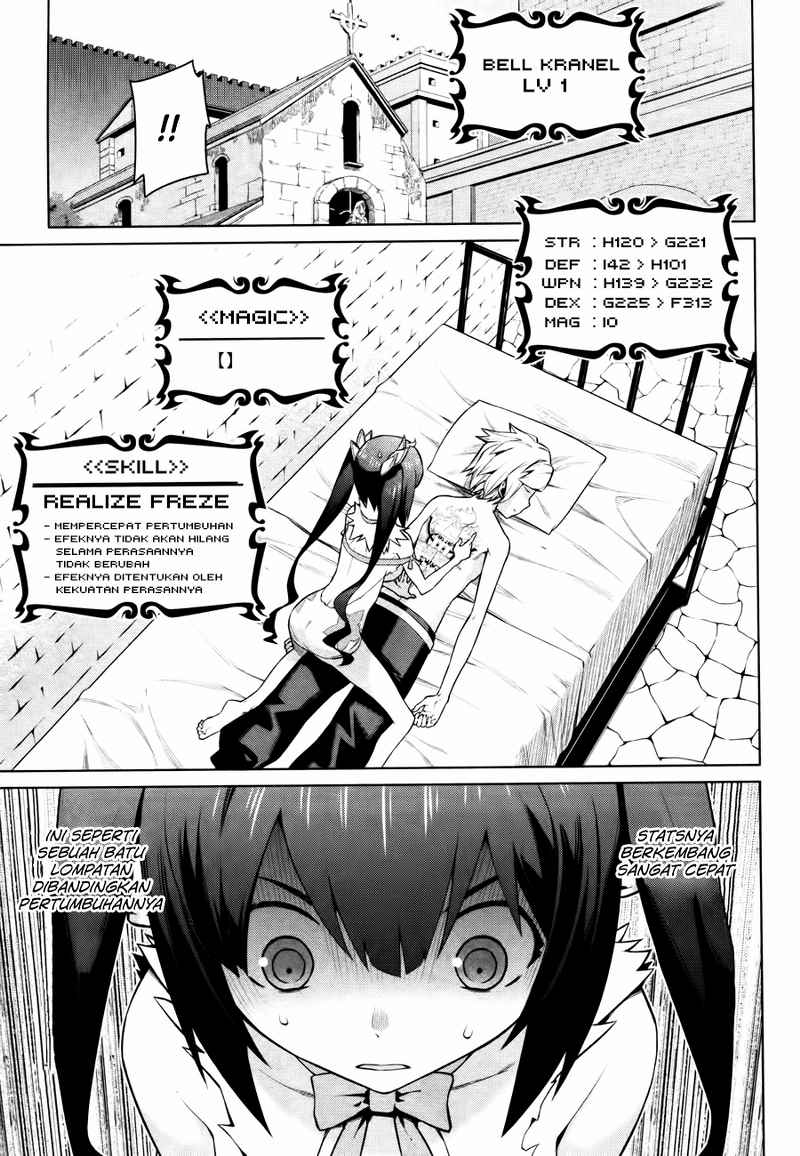 BELL KRANEL
LV 1
!!
STR : H120 > G221
DEF : I42 > H101
WPN : H139 > G232
DEX : G225 > F313
MAG : I0
<<MAGIC>>
【】
<<SKILL>>
REALIZE FREZE
- MEMPERCEPAT PERTUMBUHAN
- EFEKNYA TIDAK AKAN HILANG
SELAMA PERASAANNYA
TIDAK BERUBAH
- EFEKNYA DITENTUKAN OLEH
KEKUATAN PERASANNYA
STATSNYA
BERKEMBANG
SANGAT CEPAT
INI SEPERTI
SEBUAH BATU
LOMPATAN
DIBANDINGKAN
PERTUMBUHANNYA